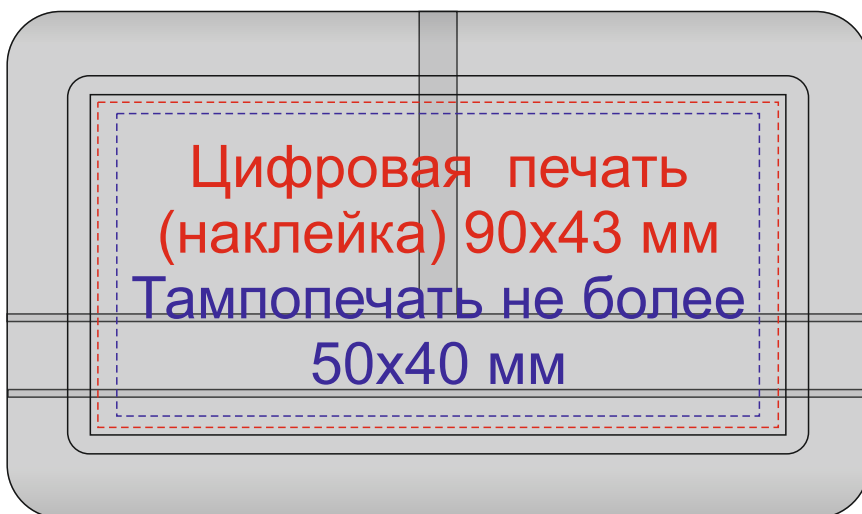 Цифровая печать
(наклейка) 90х43 мм
Тампопечать не более
50х40 мм